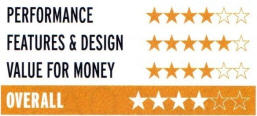 PERFORMANCE
FEATURES & DESIGN
VALUE FOR MONEY
OVERALL